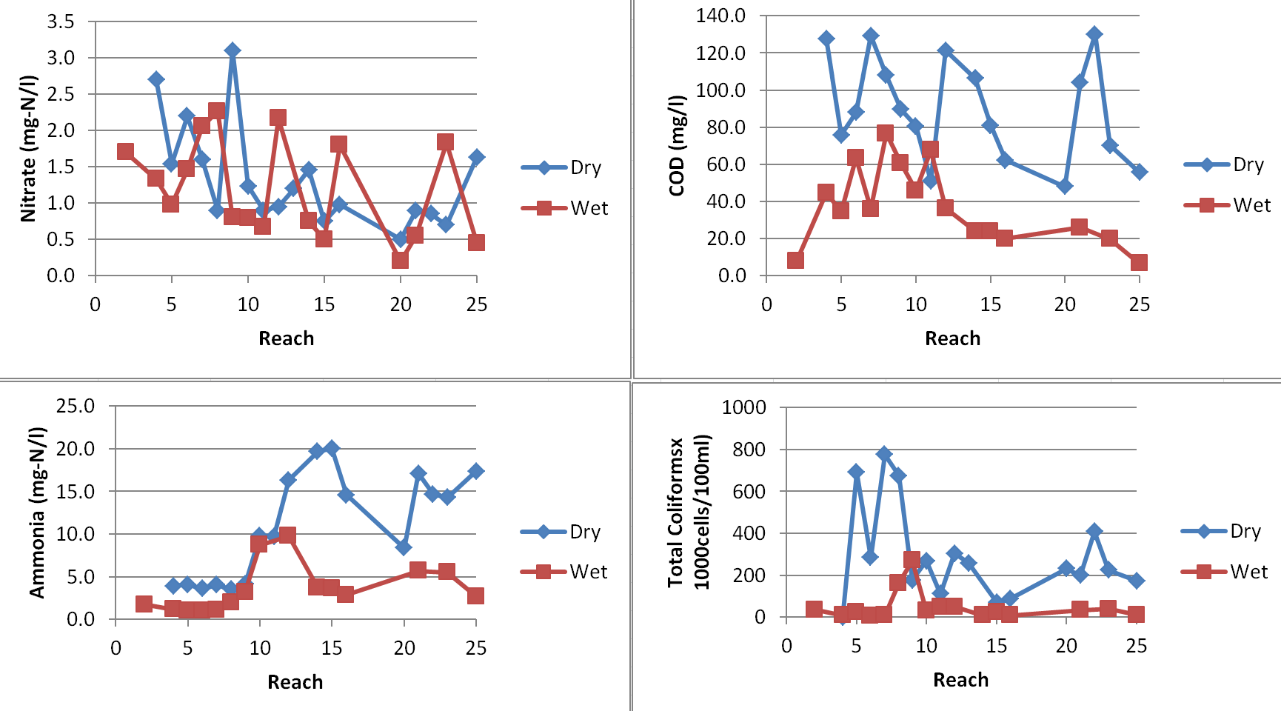 3.5
3.0
2.5
2.0
1.5
1.0
0.5
0.0
Nitrate (mg-N/l)
0 5 10 15 20 25
Reach
Dry
Wet
140.0
120.0
100.0
80.0
60.0
40.0
20.0
0.0
COD (mg/l)
0 5 10 15 20 25
Reach
Dry
Wet
25.0
20.0
15.0
10.0
5.0
0.0
Ammonia (mg-N/l)
0 5 10 15 20 25
Reach
Dry
Wet
1000
800
600
400
200
0
Total Coliformsx
1000cells/100ml)
0 5 10 15 20 25
Reach
Dry
Wet